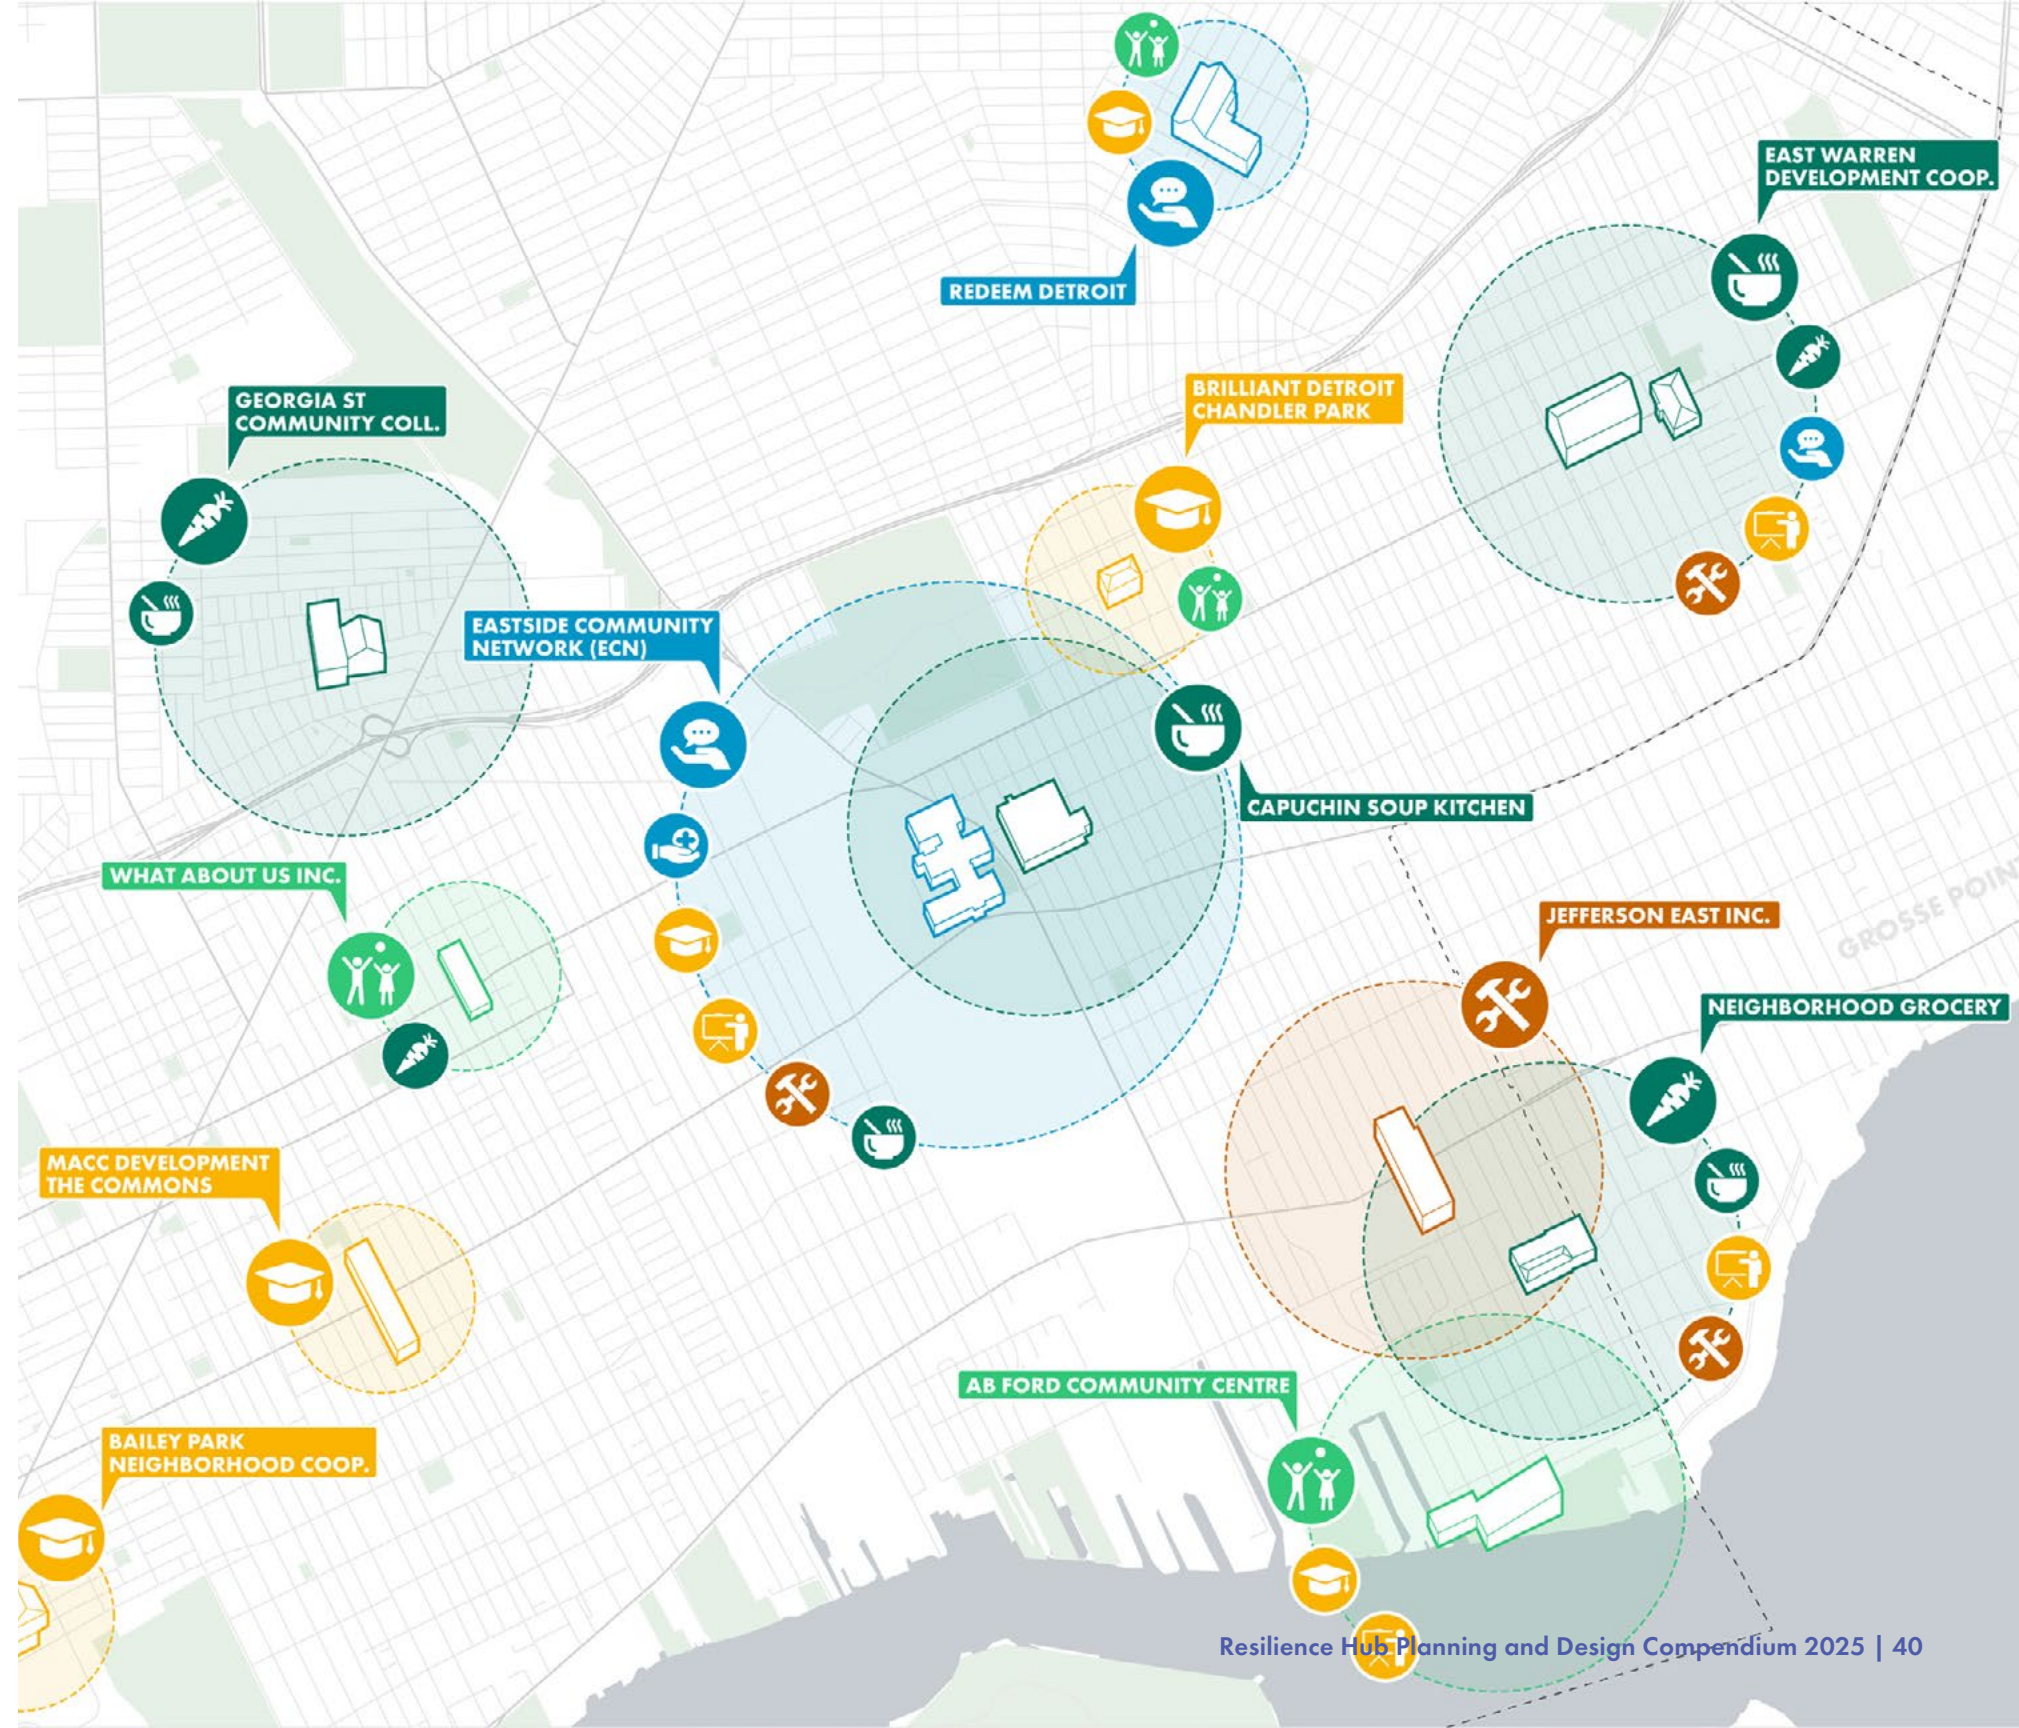 EAST WARREN
DEVELOPMENT COOP.
REDEEM DETROIT
BRILLIANT DETROIT
CHANDLER PARK
GEORGIA ST
COMMUNITY COLL.
EASTSIDE COMMUNITY
NETWORK (ECN)
CAPUCHIN SOUP KITCHEN
WHAT ABOUT US INC.
JEFFERSON EAST INC.
GROSSE POIN
NEIGHBORHOOD GROCERY
MACC DEVELOPMENT
THE COMMONS
AB FORD COMMUNITY CENTRE
BAILEY PARK
NEIGHBORHOOD COOP.
Resilience Hub Planning and Design Compendium 2025 | 40